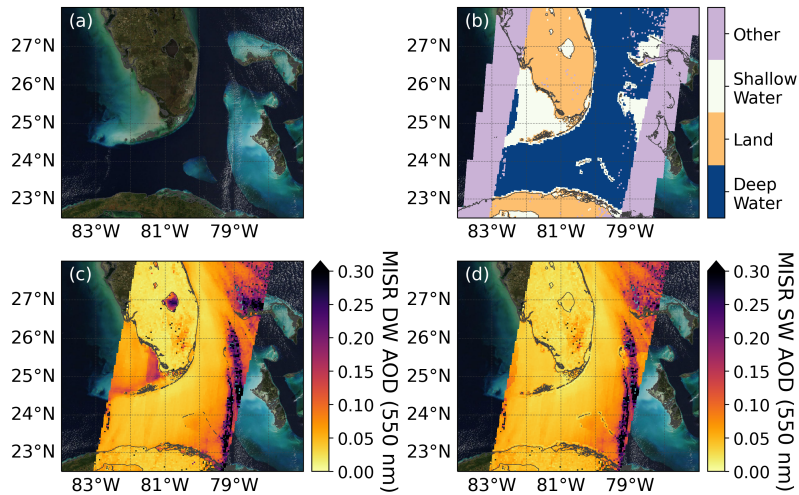 (a)
27°N
26°N
25°N
24°N
23°N
83°W 81°W 79°W
(b)
27°N
26°N
25°N
24°N
23°N
83°W 81°W 79°W
Other
Shallow
Water
Land
Deep
Water
(c)
27°N
26°N
25°N
24°N
23°N
83°W 81°W 79°W
0.30
0.25
0.20
0.15
0.10
0.05
0.00
MISR DW AOD (550 nm)
(d)
27°N
26°N
25°N
24°N
23°N
83°W 81°W 79°W
0.30
0.25
0.20
0.15
0.10
0.05
0.00
MISR SW AOD (550 nm)